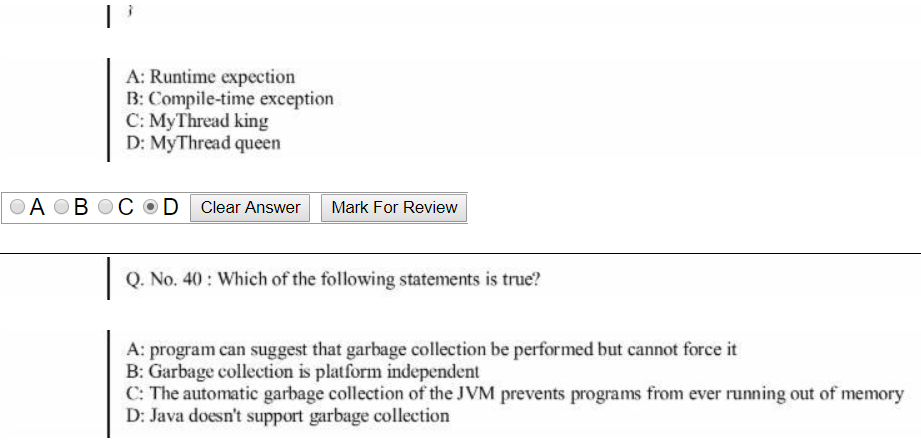 }
A: Runtime expection
B: Compile-time exception
C: MyThread king
D: MyThread queen
A B C D Clear Answer Mark For Review
Q. No. 40 : Which of the following statements is true?
A: program can suggest that garbage collection be performed but cannot force it
B: Garbage collection is platform independent
C: The automatic garbage collection of the JVM prevents programs from ever running out of memory
D: Java doesn't support garbage collection